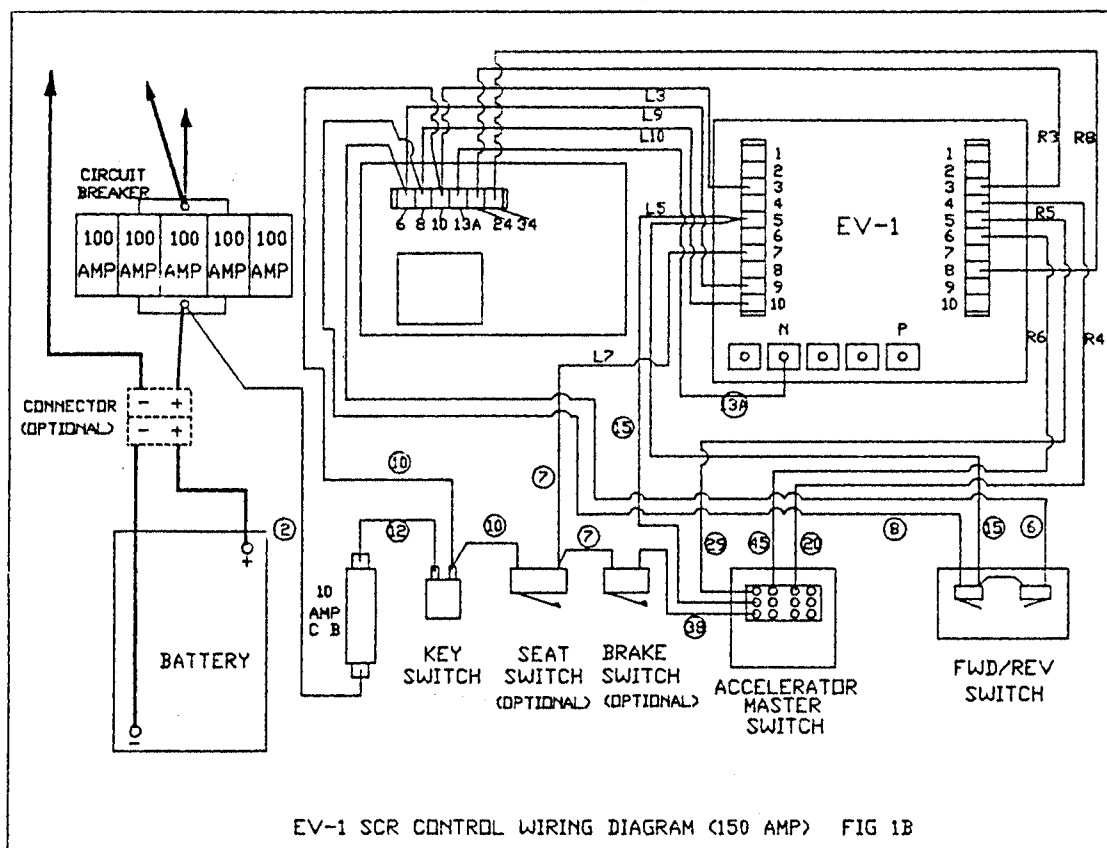 CIRCUIT
BREAKER
100 100 100 100 100
AMP AMP AMP AMP AMP
CONNECTOR
(OPTIONAL)
- +
- +
2
+
BATTERY
-
10
AMP
C B
12
10
KEY
SWITCH
10
SEAT
SWITCH
(OPTIONAL)
7
7
BRAKE
SWITCH
(OPTIONAL)
38
L3
L9
L10
6 8 10 13A 24 34
L5
L7
15
13A
EV-1
1
2
3
4
5
6
7
8
9
10
1
2
3
4
5
6
7
8
9
10
N P
R3
R8
R5
R6
R4
29
45
20
ACCELERATOR
MASTER
SWITCH
8
15
6
FWD/REV
SWITCH
EV-1 SCR CONTROL WIRING DIAGRAM (150 AMP) FIG 1B